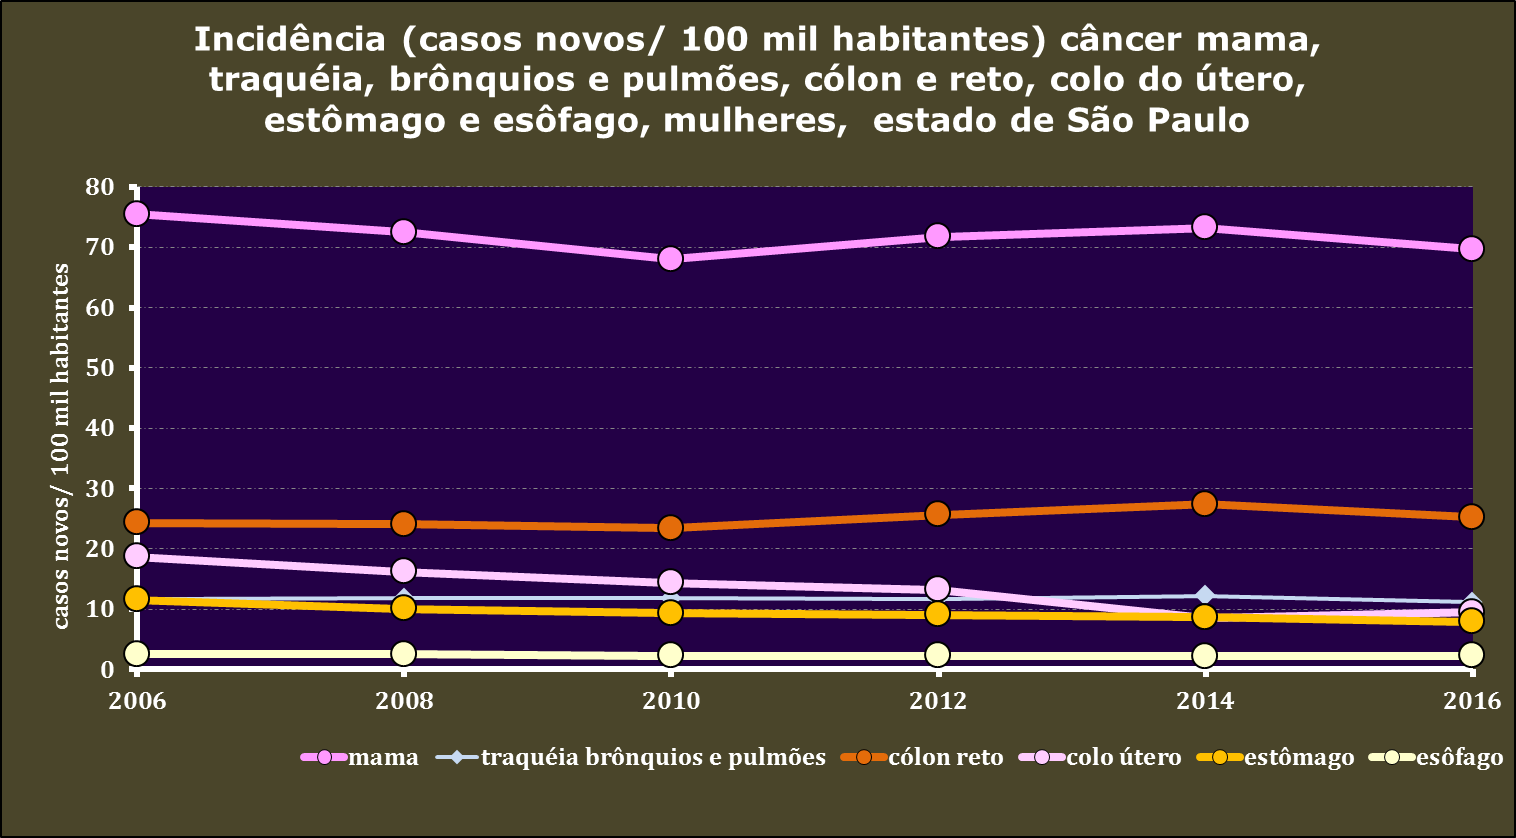 Incidência (casos novos/ 100 mil habitantes) câncer mama,
traquéia, brônquios e pulmões, cólon e reto, colo do útero,
estômago e esôfago, mulheres,  estado de São Paulo
casos novos/ 100 mil habitantes
80
70
60
50
40
30
20
10
0
2006 2008 2010 2012 2014 2016
mama traquéia brônquios e pulmões cólon reto colo útero estômago esôfago